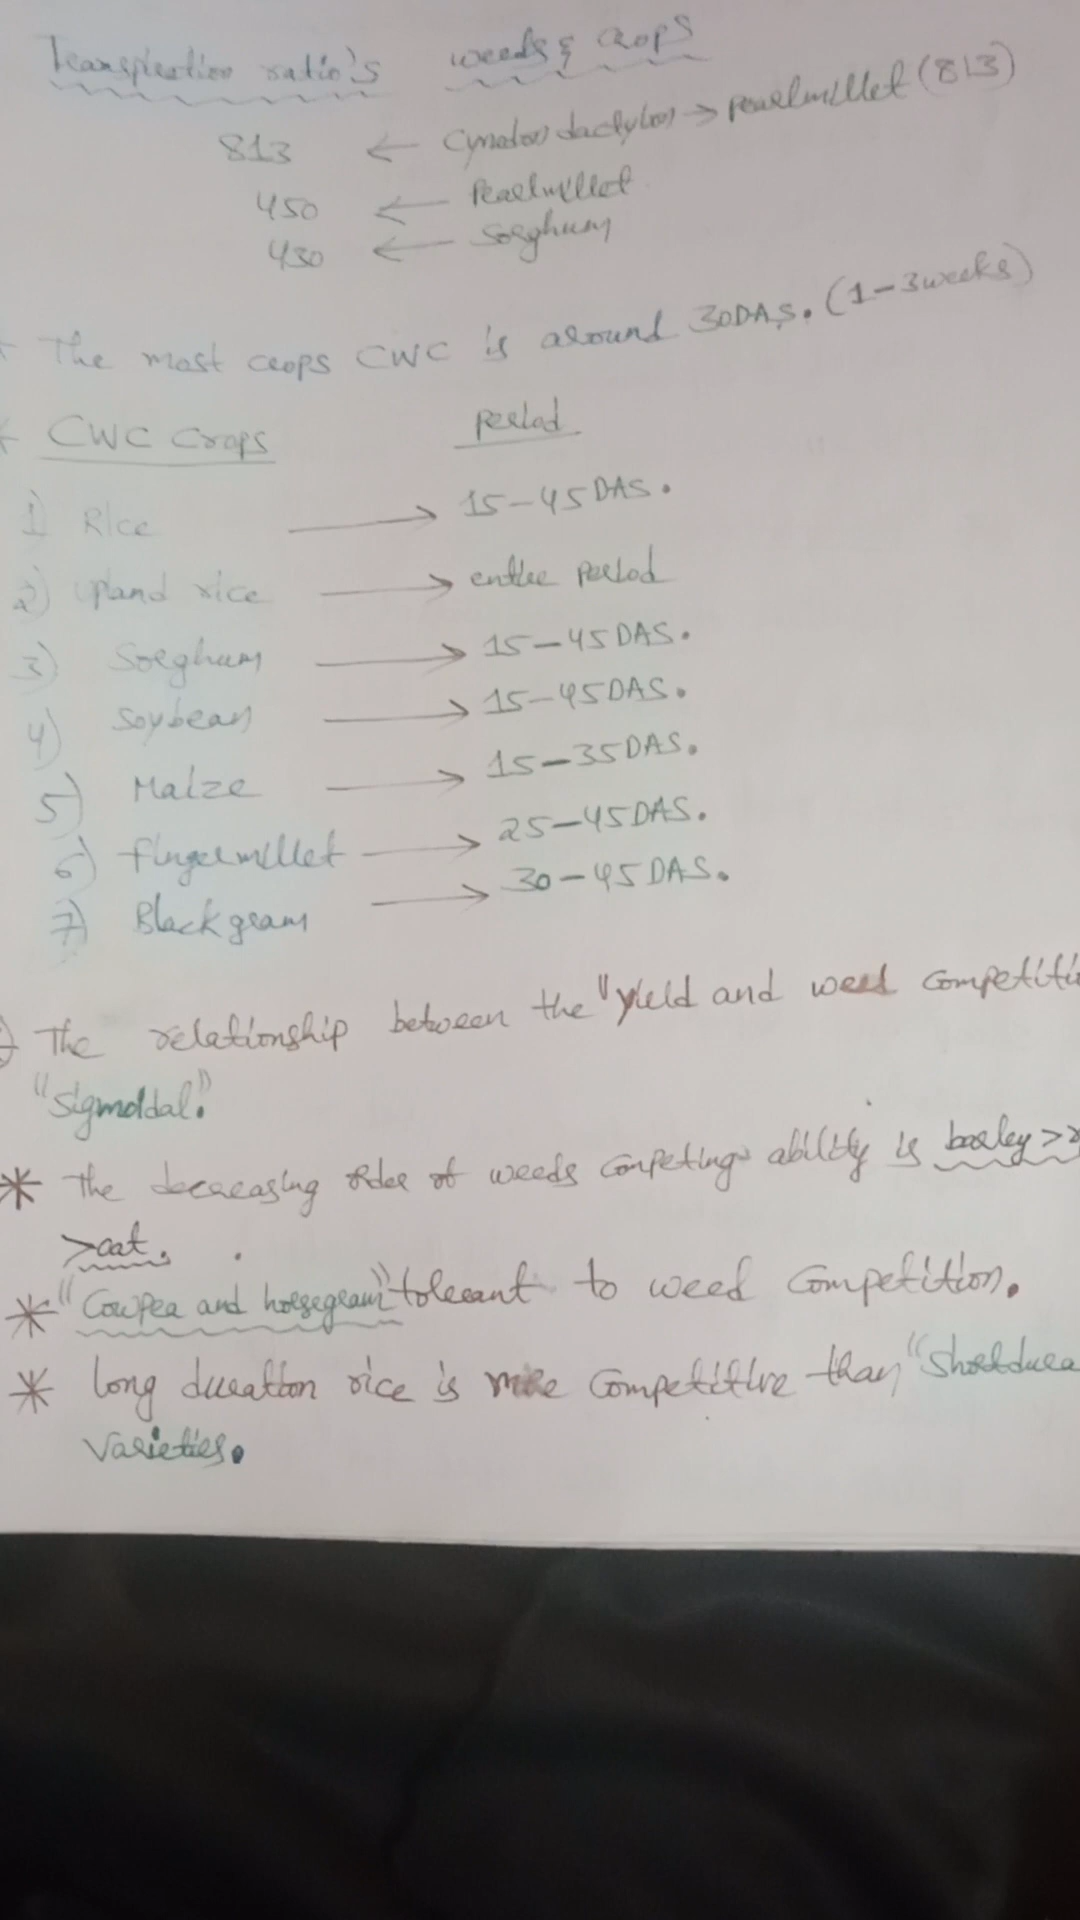 Transpiration ratio's weeds & crops
813 ← Cynodon dactylon → pearlmillet (813)
450 ← Pearlmillet
430 ← Sorghum
The most crops CWC is around 30DAS. (1-3weeks)
* CWC Crops Period
1) Rice → 15-45 DAS.
2) upland rice → entire period
3) Sorghum → 15-45 DAS.
4) Soybean → 15-45 DAS.
5) Maize → 15-35 DAS.
6) fingermillet → 25-45 DAS.
7) Blackgram → 30-45 DAS.
The relationship between the "yield and weed competiti
"Sigmoidal."
* The decreasing order of weeds competing ability is barley >
>oat.
* "Cowpea and horsegram" tolerant to weed Competition.
* long duration rice is more Competitive than "Shortdura
Varieties.